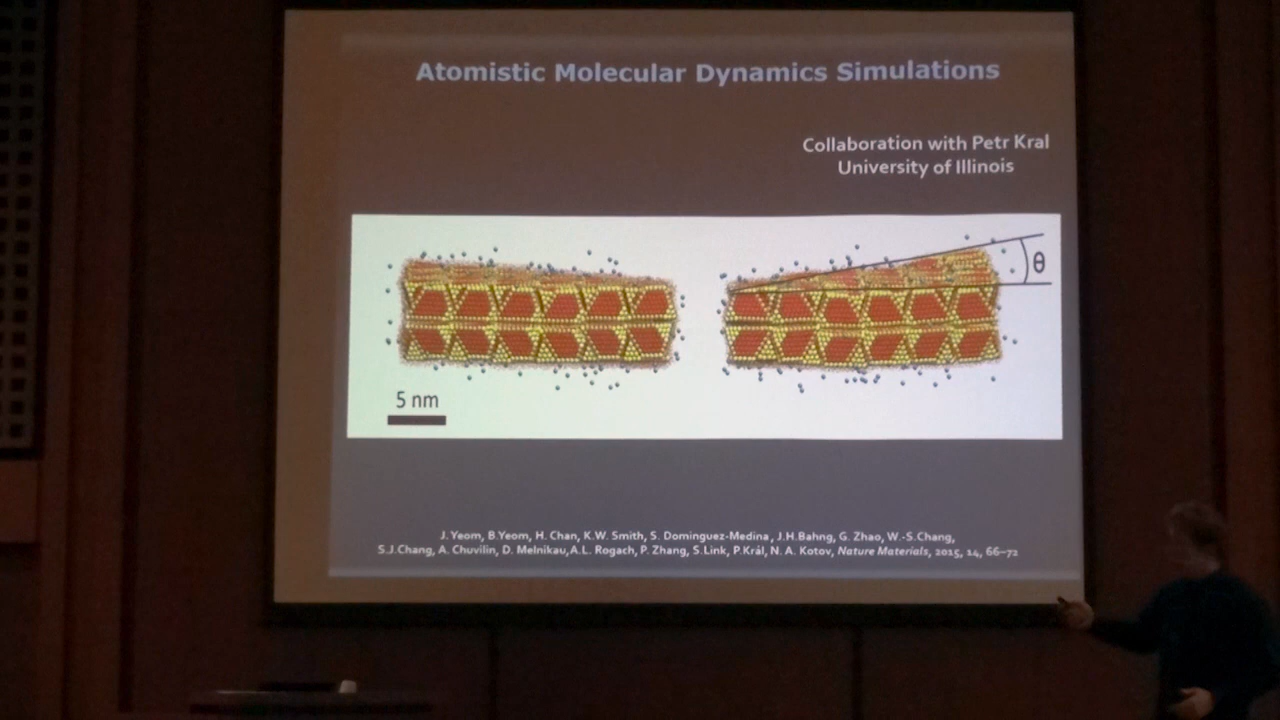 Atomistic Molecular Dynamics Simulations
Collaboration with Petr Kral
University of Illinois
θ
5 nm
J. Yeom, B.Yeom, H. Chan, K.W. Smith, S. Dominguez-Medina, J.H.Bahng, G. Zhao, W.-S.Chang,
S.J.Chang, A. Chuvilin, D. Melnikau, A.L. Rogach, P. Zhang, S.Link, P.Král, N. A. Kotov, Nature Materials, 2015, 14, 66–72